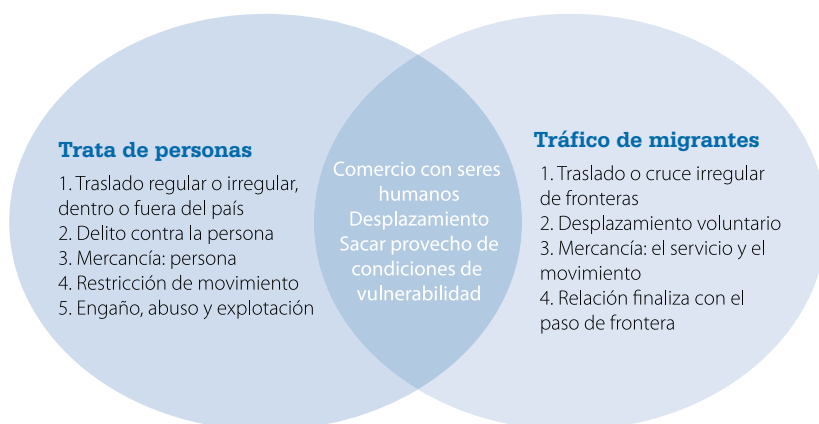 Trata de personas
1. Traslado regular o irregular,
dentro o fuera del país
2. Delito contra la persona
3. Mercancía: persona
4. Restricción de movimiento
5. Engaño, abuso y explotación
Comercio con seres
humanos
Desplazamiento
Sacar provecho de
condiciones de
vulnerabilidad
Tráfico de migrantes
1. Traslado o cruce irregular
de fronteras
2. Desplazamiento voluntario
3. Mercancía: el servicio y el
movimiento
4. Relación finaliza con el
paso de frontera